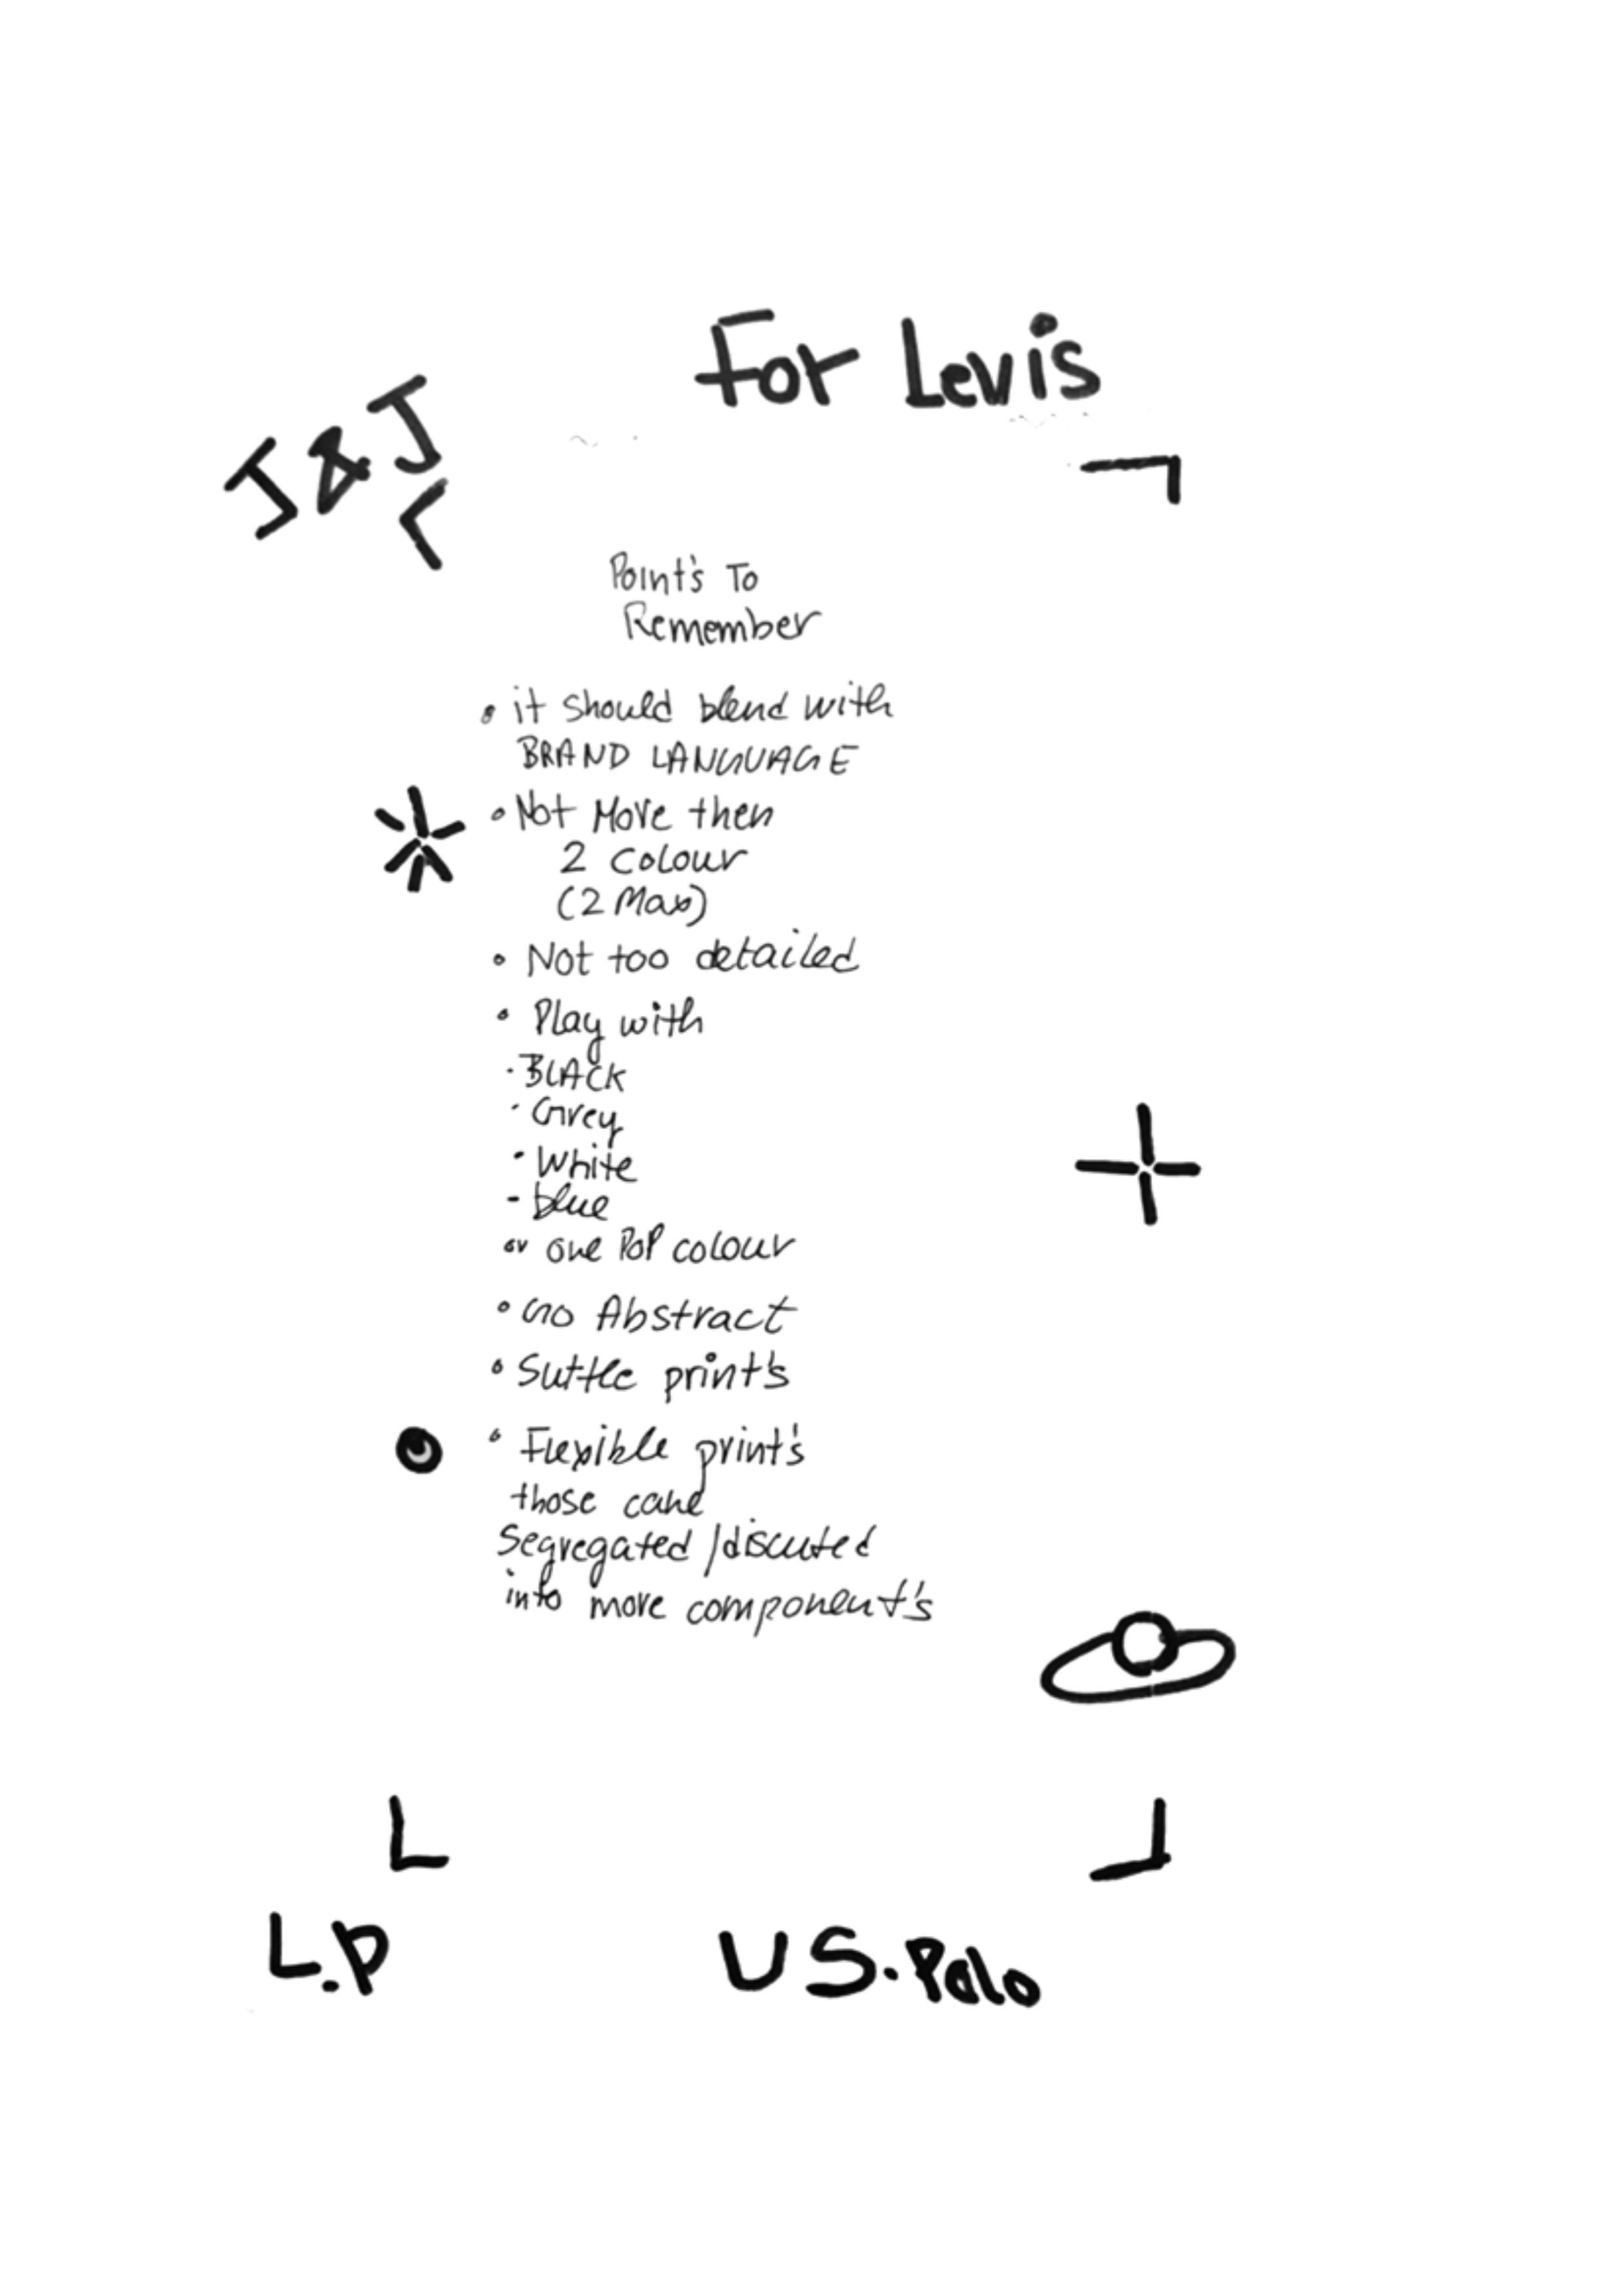 For Levis
J & J
Point's To
Remember
• it should blend with
BRAND LANGUAGE
• Not More then
2 colour
(2 Max)
• Not too detailed
• Play with
· BLACK
· Grey
· White
- blue
or one PoP colour
• Go Abstract
• Suttle print's
• Flexible print's
those cane
Segregated / discuted
into more component's
L.P
US.Polo